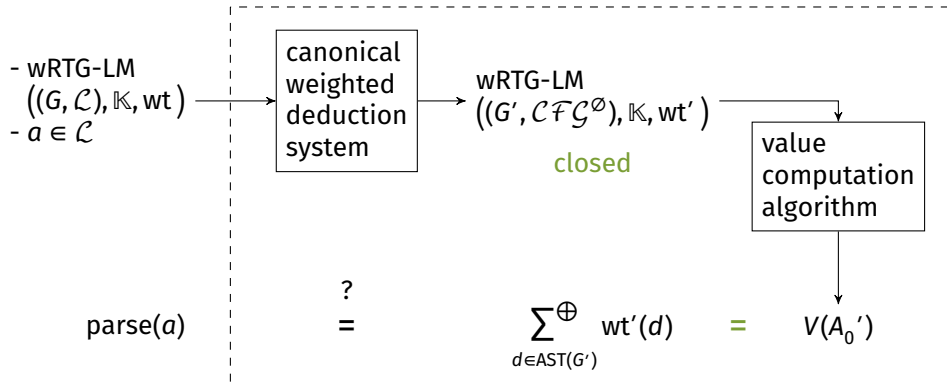 - wRTG-LM
((G, ℒ), 𝕂, wt )
- a ∈ ℒ
canonical
weighted
deduction
system
wRTG-LM
((G′, 𝒞ℱ𝒢^∅), 𝕂, wt′ )
closed
value
computation
algorithm
?
parse(a) = ∑^⊕ wt′(d) = V(A₀′)
d∈AST(G′)